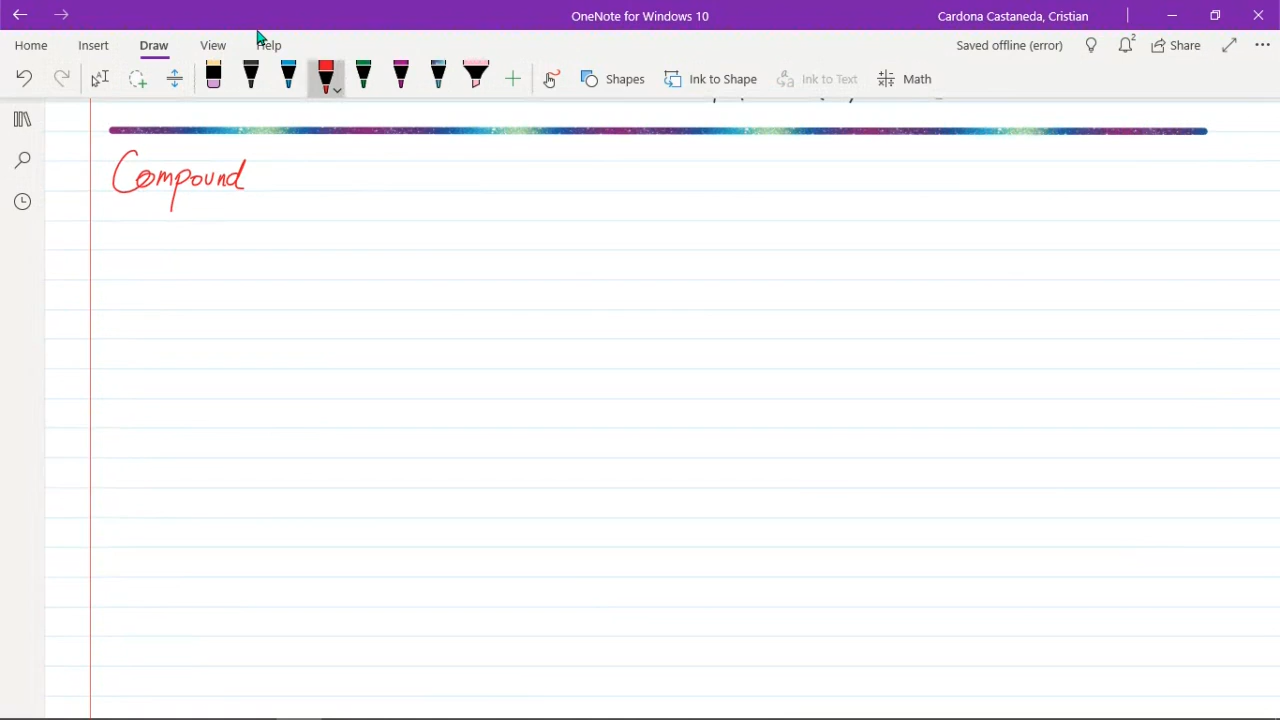 OneNote for Windows 10
Cardona Castaneda, Cristian
Home Insert Draw View Help
Saved offline (error)
2
Share
Shapes
Ink to Shape
Ink to Text
Math
Compound